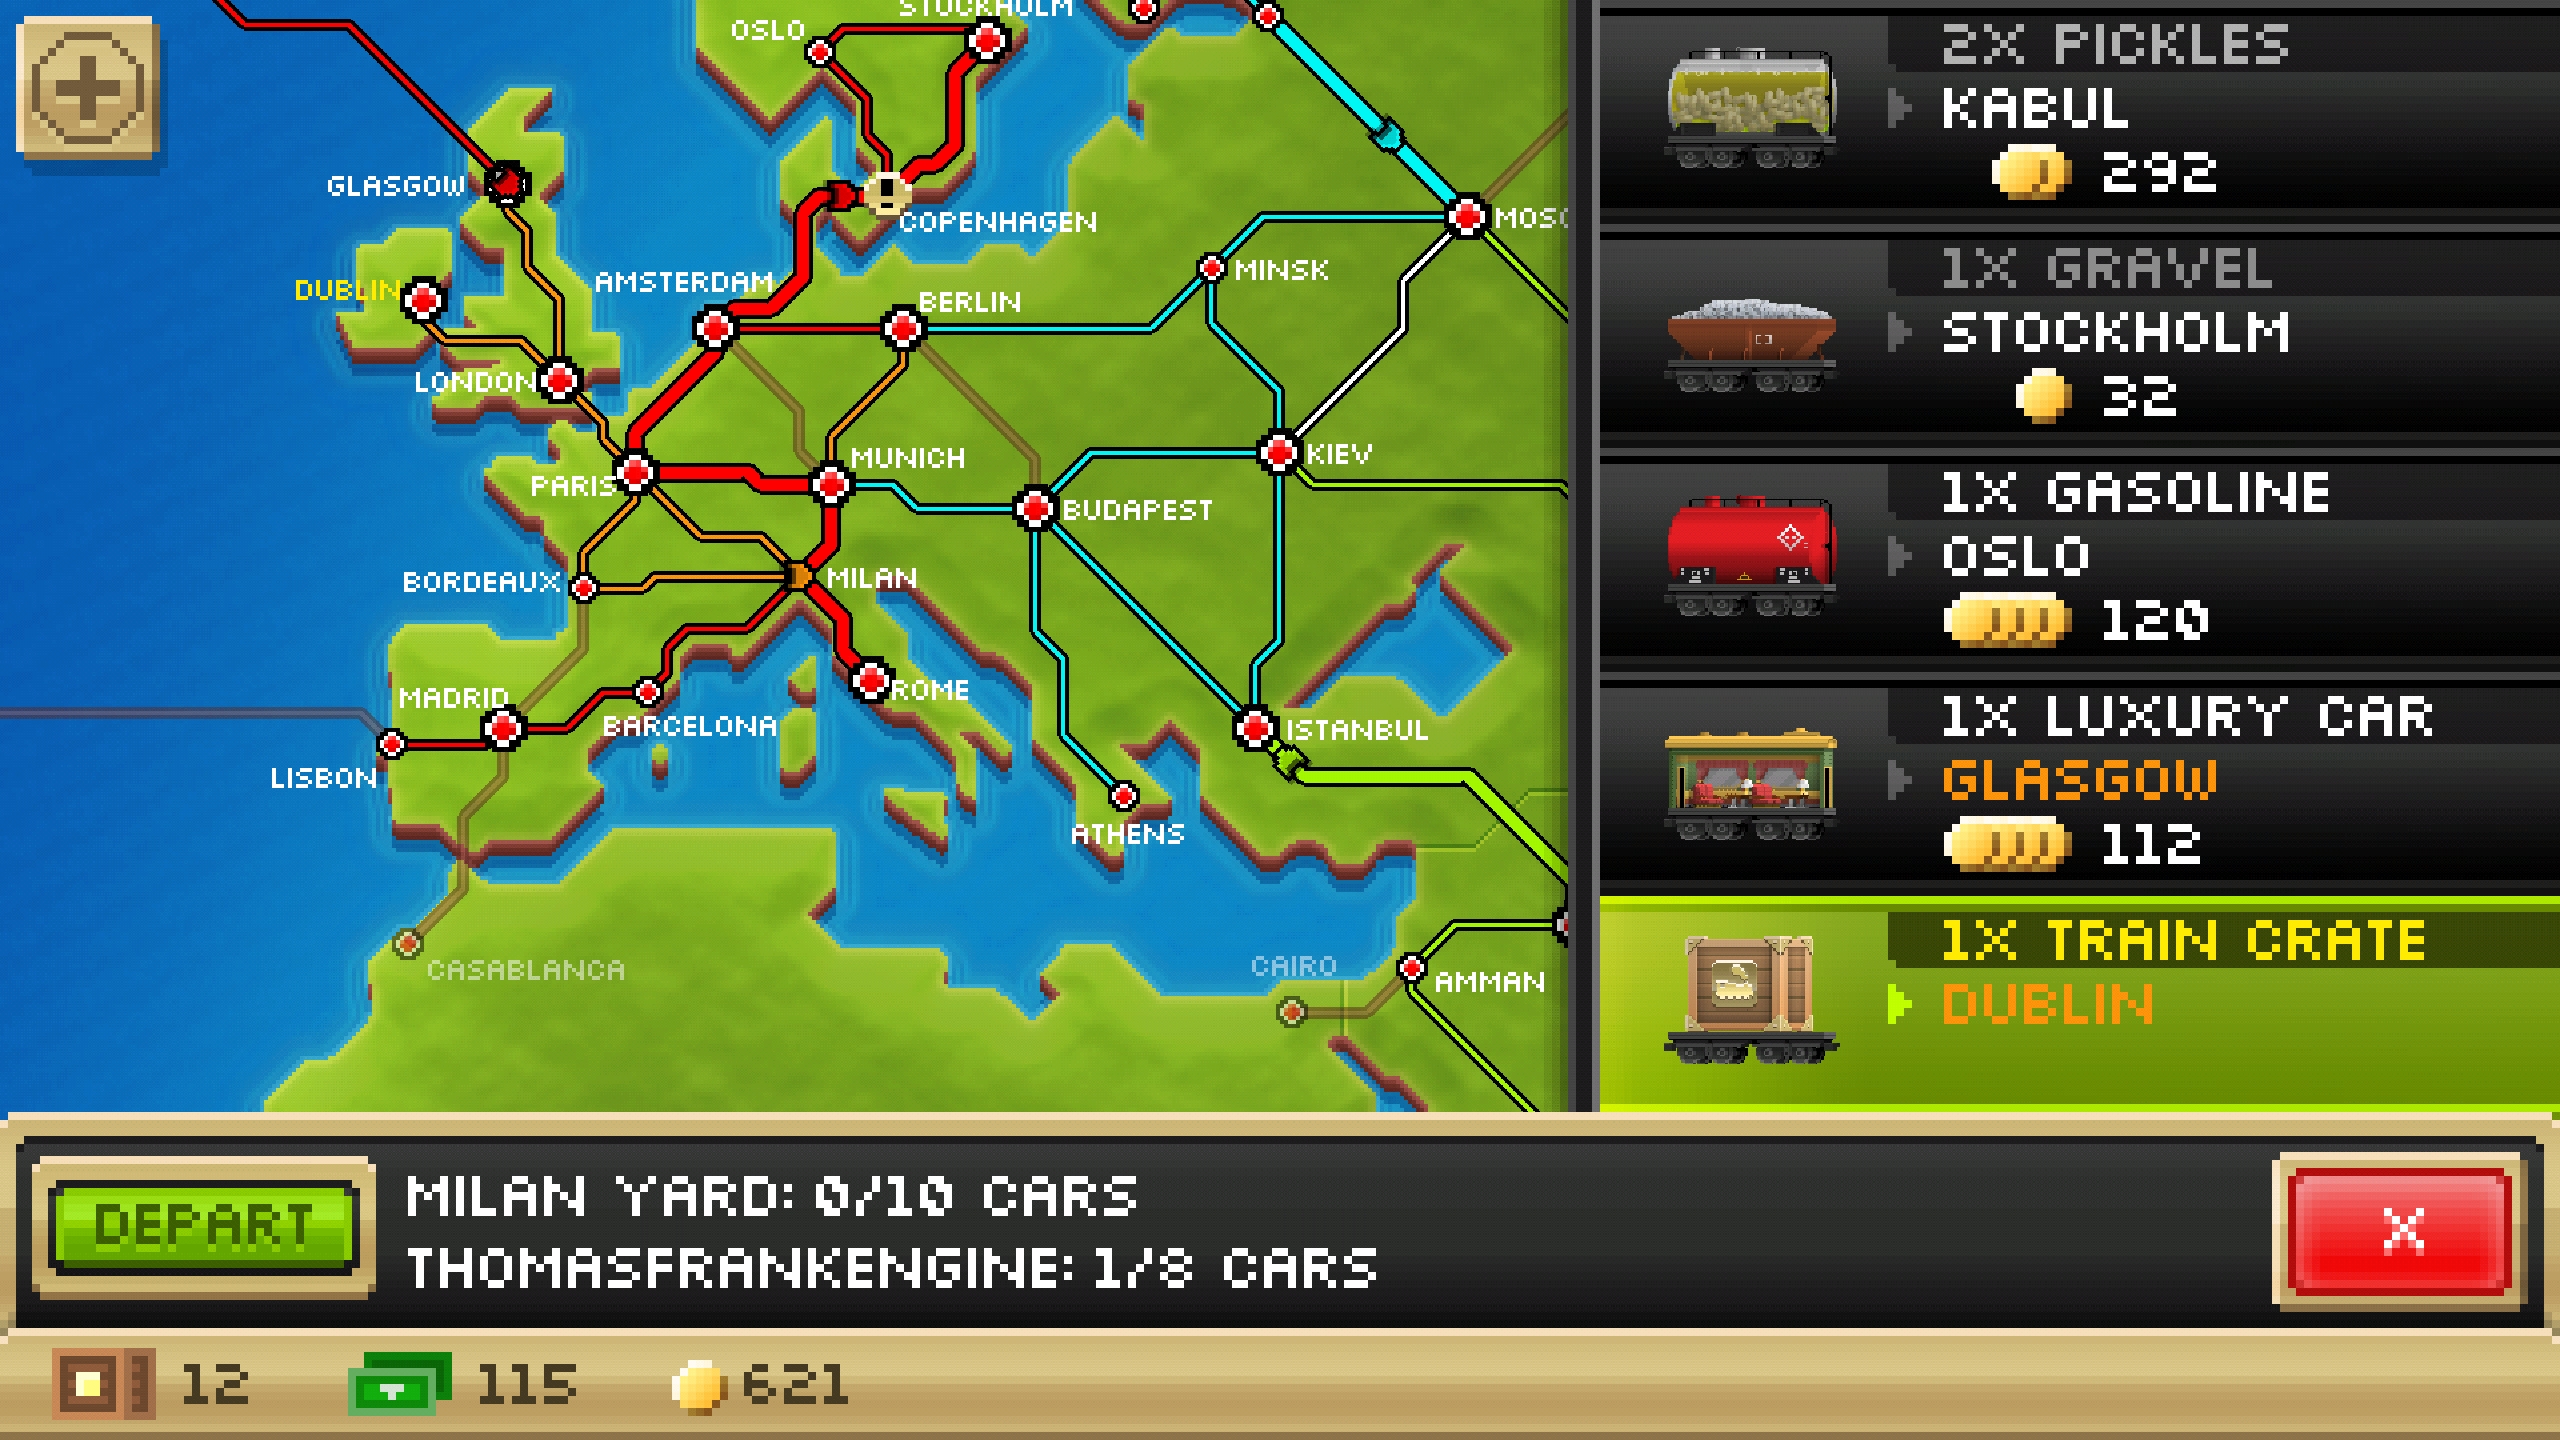 STOCKHOLM
OSLO
GLASGOW
COPENHAGEN
DUBLIN
AMSTERDAM
BERLIN
MINSK
LONDON
PARIS
MUNICH
KIEV
BUDAPEST
BORDEAUX
MILAN
MADRID
ROME
BARCELONA
ISTANBUL
LISBON
ATHENS
CASABLANCA
CAIRO
AMMAN
MOSC
2X PICKLES
KABUL
292
1X GRAVEL
STOCKHOLM
32
1X GASOLINE
OSLO
120
1X LUXURY CAR
GLASGOW
112
1X TRAIN CRATE
DUBLIN
DEPART
MILAN YARD: 0/10 CARS
THOMASFRANKENGINE: 1/8 CARS
X
12
115
621